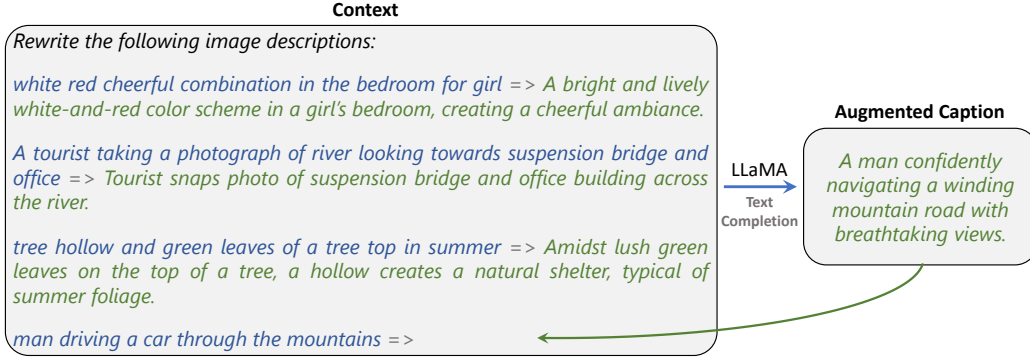 Context
Rewrite the following image descriptions:
white red cheerful combination in the bedroom for girl => A bright and lively
white-and-red color scheme in a girl's bedroom, creating a cheerful ambiance.
A tourist taking a photograph of river looking towards suspension bridge and
office => Tourist snaps photo of suspension bridge and office building across
the river.
tree hollow and green leaves of a tree top in summer => Amidst lush green
leaves on the top of a tree, a hollow creates a natural shelter, typical of
summer foliage.
man driving a car through the mountains =>
LLaMA
Text
Completion
Augmented Caption
A man confidently
navigating a winding
mountain road with
breathtaking views.